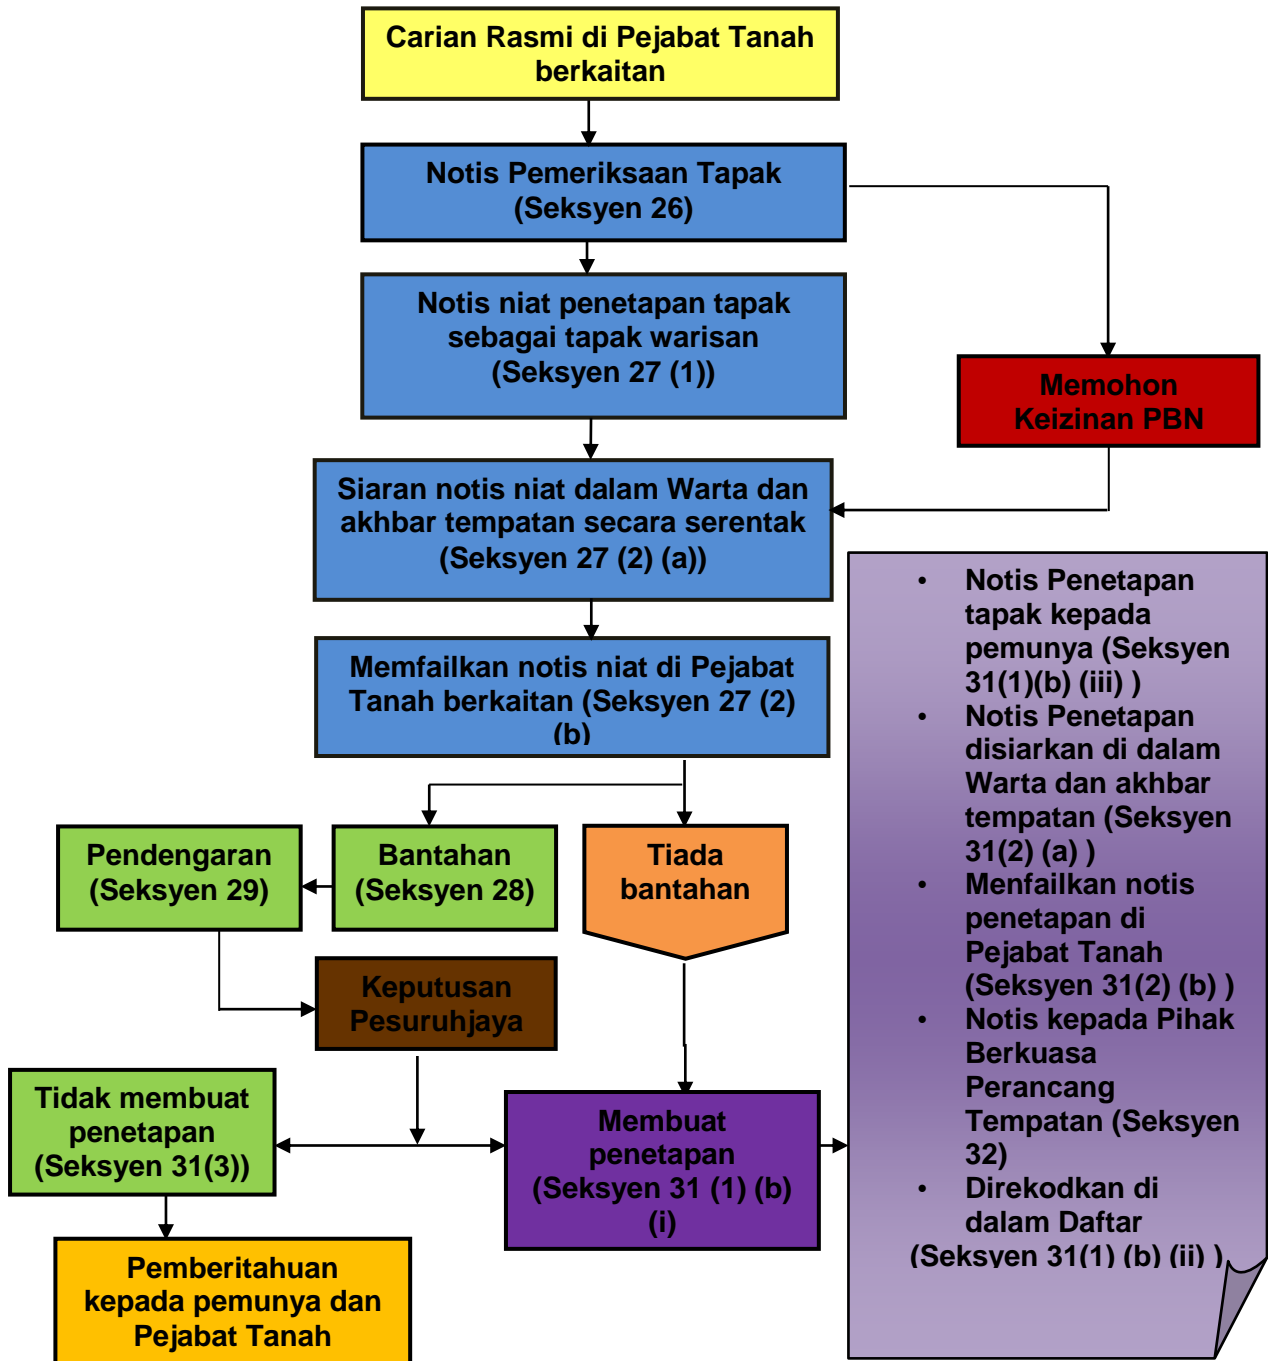 Carian Rasmi di Pejabat Tanah
berkaitan
Notis Pemeriksaan Tapak
(Seksyen 26)
Notis niat penetapan tapak
sebagai tapak warisan
(Seksyen 27 (1))
Memohon
Keizinan PBN
Siaran notis niat dalam Warta dan
akhbar tempatan secara serentak
(Seksyen 27 (2) (a))
Memfailkan notis niat di Pejabat
Tanah berkaitan (Seksyen 27 (2)
(b)
Pendengaran
(Seksyen 29)
Bantahan
(Seksyen 28)
Tiada
bantahan
Keputusan
Pesuruhjaya
Tidak membuat
penetapan
(Seksyen 31(3))
Membuat
penetapan
(Seksyen 31 (1) (b)
(i)
Pemberitahuan
kepada pemunya dan
Pejabat Tanah
• Notis Penetapan
tapak kepada
pemunya (Seksyen
31(1)(b) (iii) )
• Notis Penetapan
disiarkan di dalam
Warta dan akhbar
tempatan (Seksyen
31(2) (a) )
• Menfailkan notis
penetapan di
Pejabat Tanah
(Seksyen 31(2) (b) )
• Notis kepada Pihak
Berkuasa
Perancang
Tempatan (Seksyen
32)
• Direkodkan di
dalam Daftar
(Seksyen 31(1) (b) (ii) )